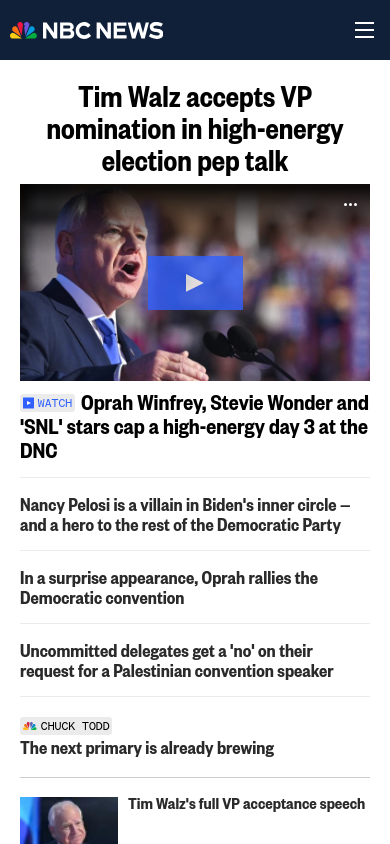 NBC NEWS
Tim Walz accepts VP
nomination in high-energy
election pep talk
WATCH Oprah Winfrey, Stevie Wonder and
'SNL' stars cap a high-energy day 3 at the
DNC
Nancy Pelosi is a villain in Biden's inner circle —
and a hero to the rest of the Democratic Party
In a surprise appearance, Oprah rallies the
Democratic convention
Uncommitted delegates get a 'no' on their
request for a Palestinian convention speaker
CHUCK TODD
The next primary is already brewing
Tim Walz's full VP acceptance speech